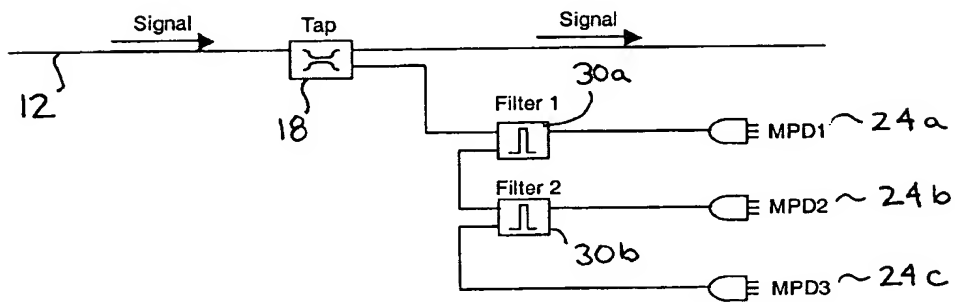 Signal
Tap
Signal
12
18
30a
Filter 1
MPD1 ~ 24a
Filter 2
MPD2 ~ 24b
30b
MPD3 ~ 24c